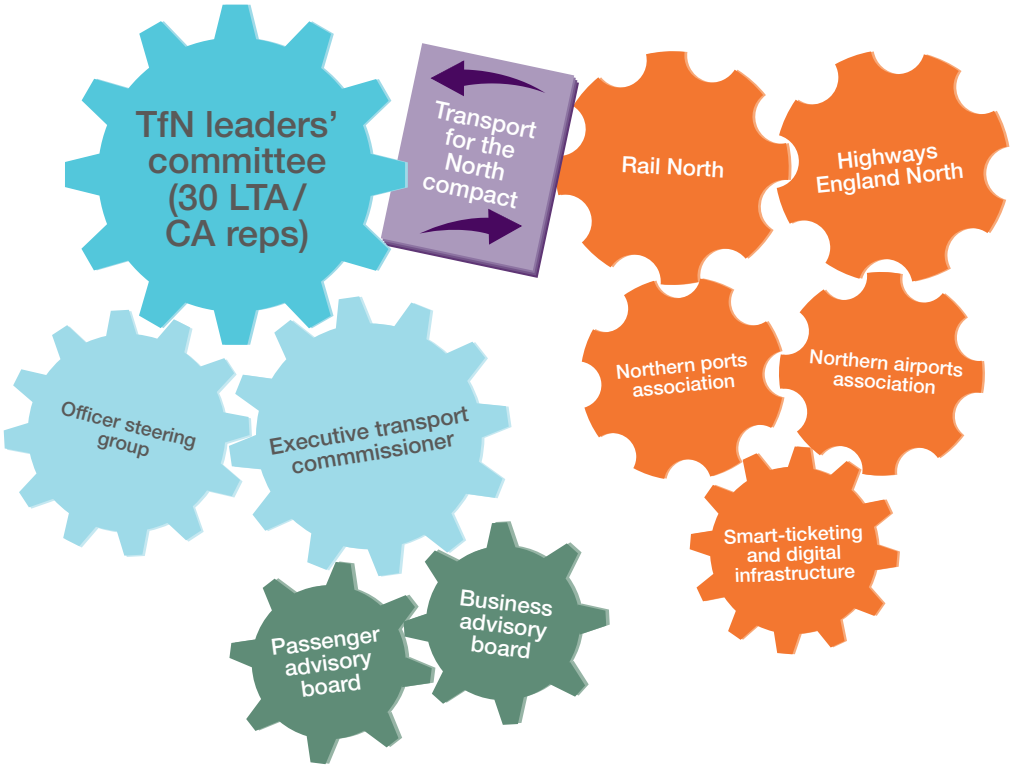 TfN leaders’
committee
(30 LTA/
CA reps)
Transport
for the
North
compact
Rail North
Highways
England North
Officer steering
group
Executive transport
commmissioner
Northern ports
association
Northern airports
association
Smart-ticketing
and digital
infrastructure
Passenger
advisory
board
Business
advisory
board